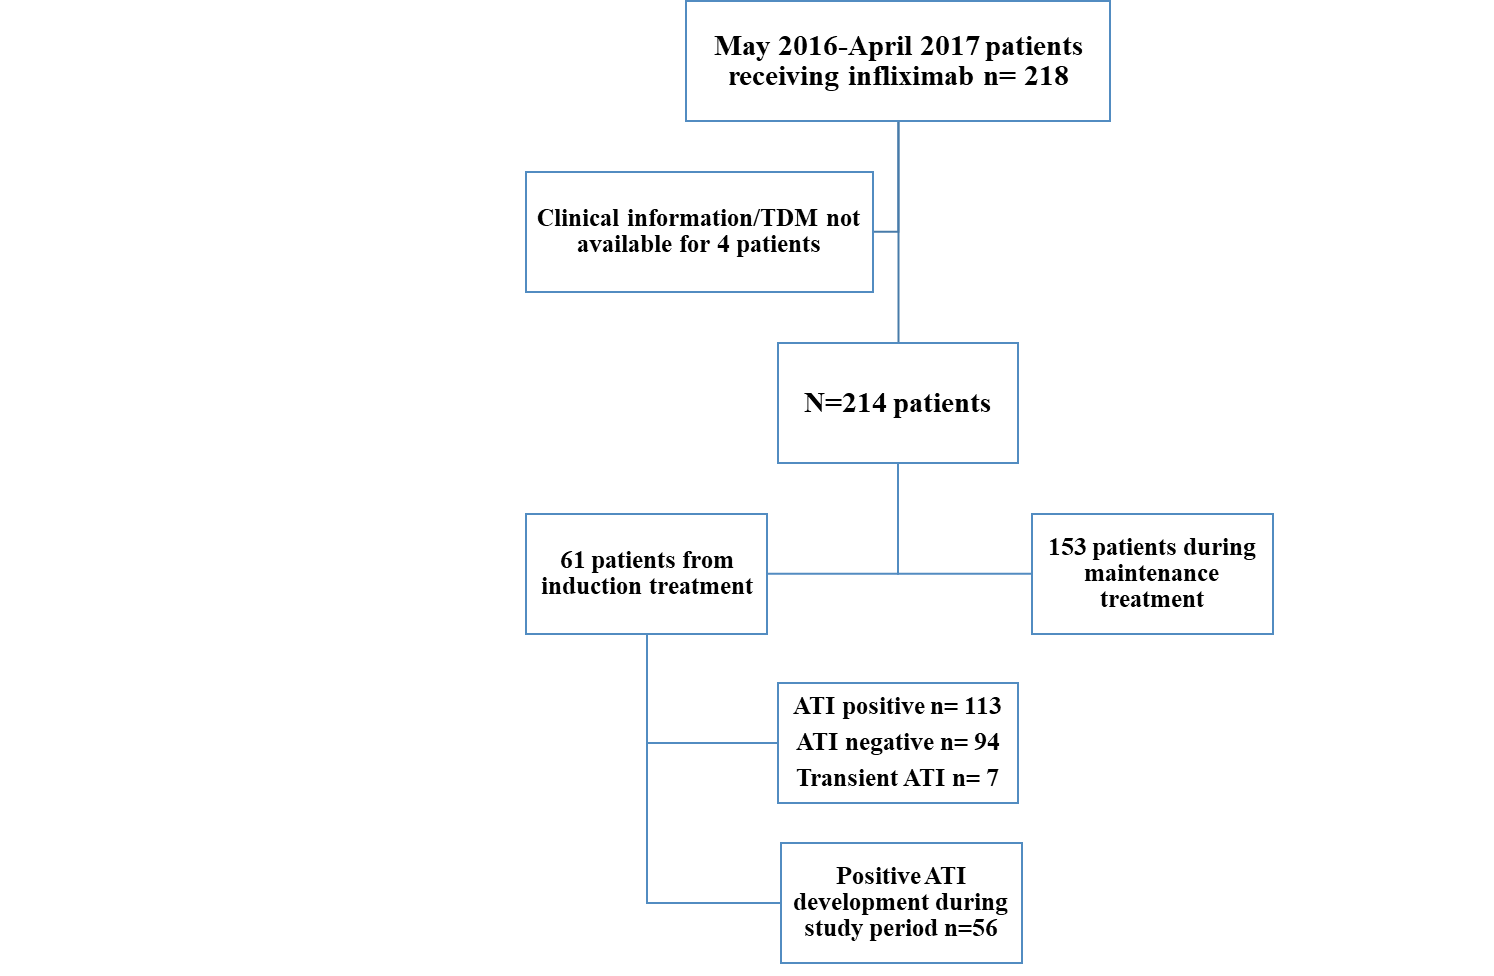 May 2016-April 2017 patients
receiving infliximab n= 218
Clinical information/TDM not
available for 4 patients
N=214 patients
61 patients from
induction treatment
153 patients during
maintenance
treatment
ATI positive n= 113
ATI negative n= 94
Transient ATI n= 7
Positive ATI
development during
study period n=56